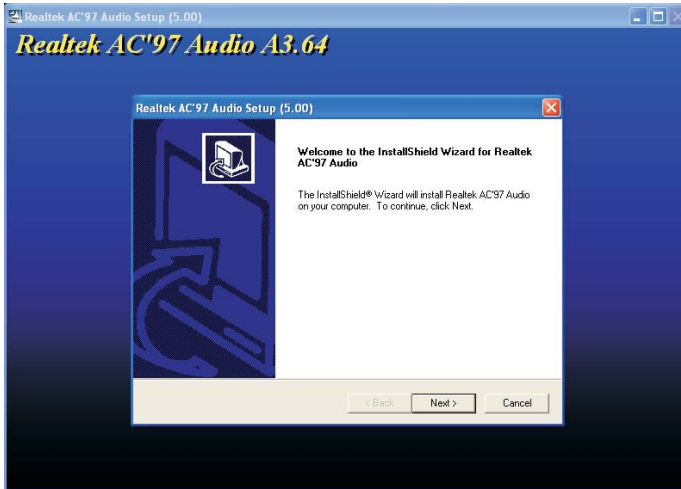 Realtek AC'97 Audio Setup (5.00)
Realtek AC'97 Audio A3.64
Realtek AC'97 Audio Setup (5.00)
Welcome to the InstallShield Wizard for Realtek
AC'97 Audio
The InstallShield® Wizard will install Realtek AC'97 Audio
on your computer. To continue, click Next.
< Back Next > Cancel